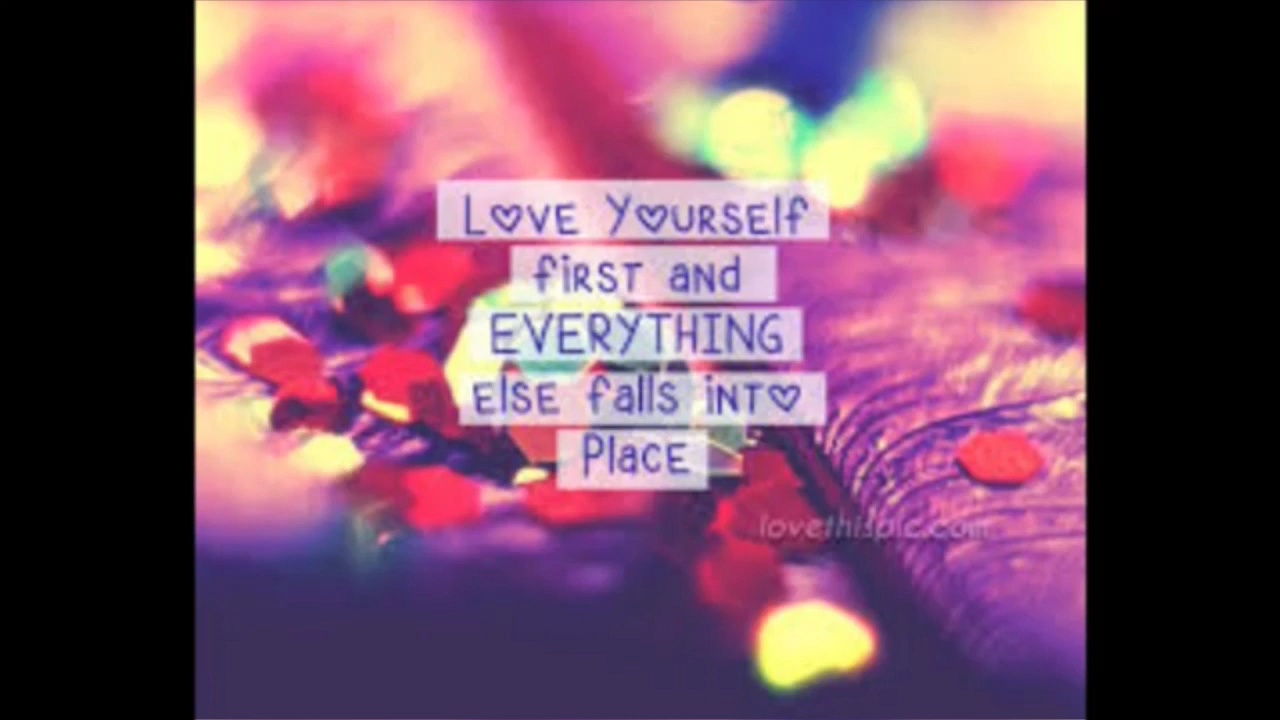 Love Yourself
first and
EVERYTHING
else falls into
Place
lovethispic.com